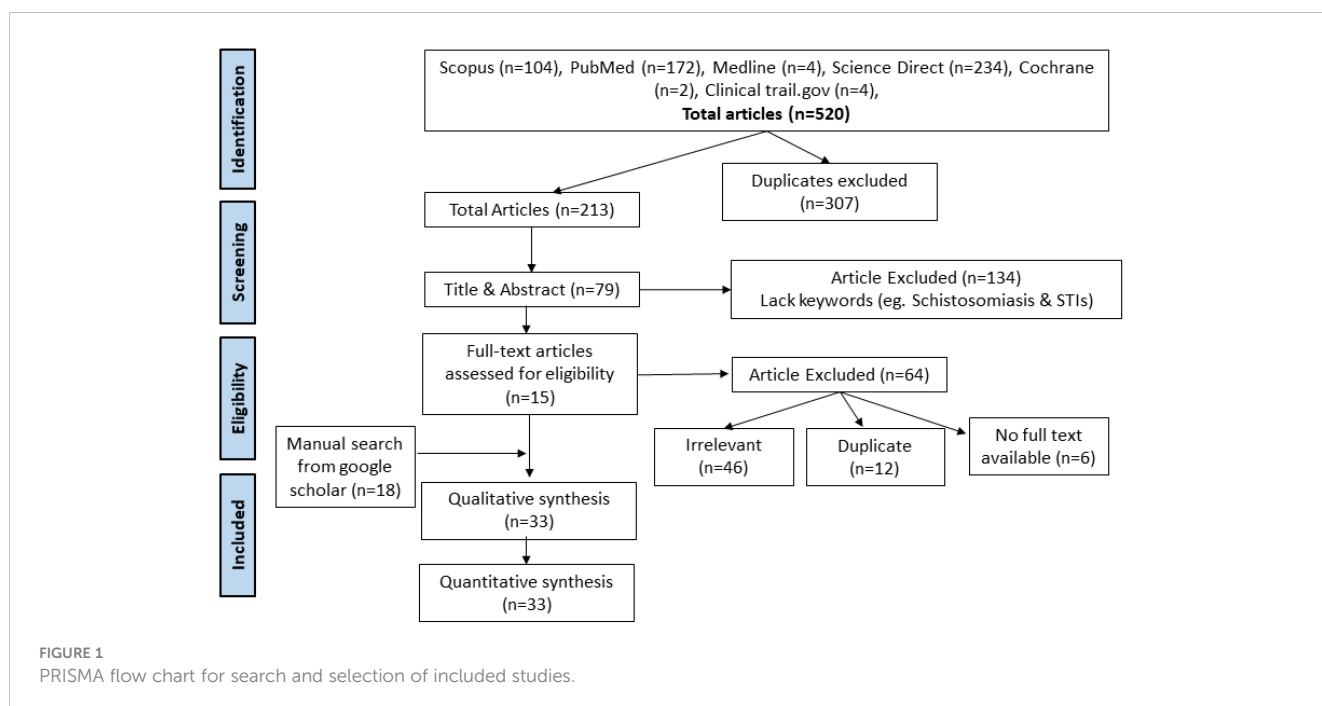 Identification
Scopus (n=104), PubMed (n=172), Medline (n=4), Science Direct (n=234), Cochrane
(n=2), Clinical trail.gov (n=4),
Total articles (n=520)
Duplicates excluded
(n=307)
Total Articles (n=213)
Screening
Title & Abstract (n=79)
Article Excluded (n=134)
Lack keywords (eg. Schistosomiasis & STIs)
Eligibility
Full-text articles
assessed for eligibility
(n=15)
Article Excluded (n=64)
Irrelevant
(n=46)
Duplicate
(n=12)
No full text
available (n=6)
Manual search
from google
scholar (n=18)
Included
Qualitative synthesis
(n=33)
Quantitative synthesis
(n=33)
FIGURE 1
PRISMA flow chart for search and selection of included studies.